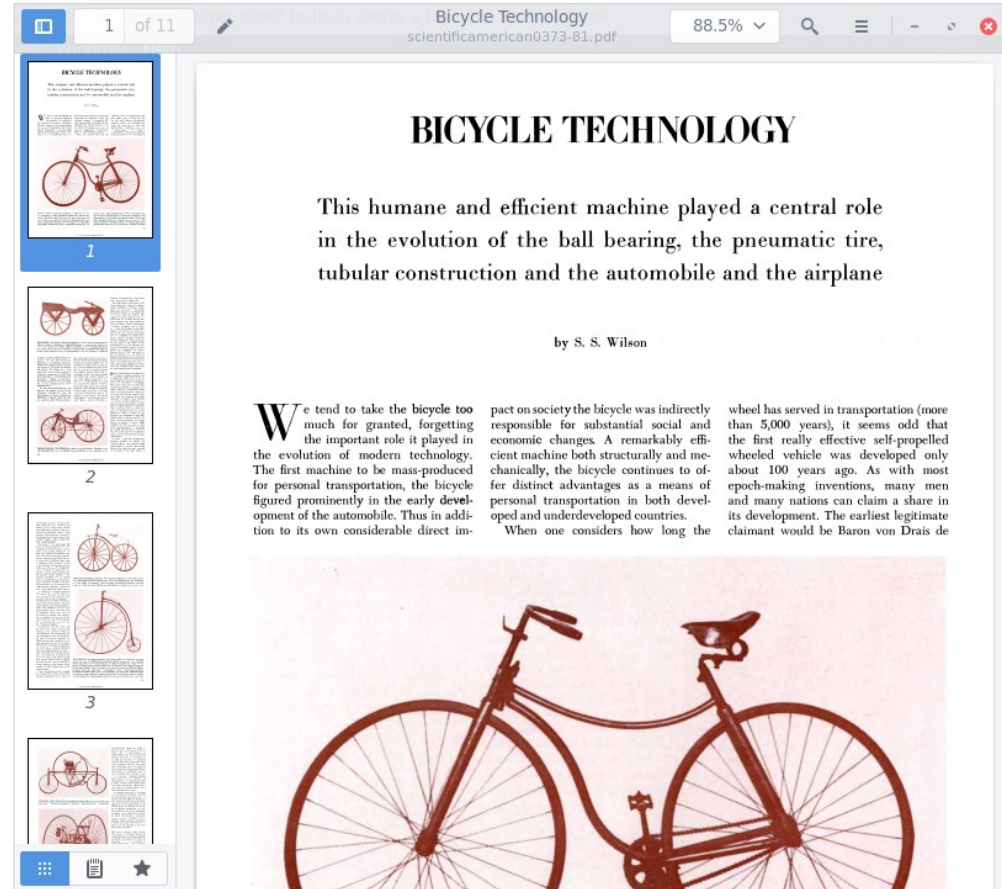 1 of 11
Bicycle Technology
scientificamerican0373-81.pdf
88.5%
BICYCLE TECHNOLOGY
1
2
3
BICYCLE TECHNOLOGY
This humane and efficient machine played a central role
in the evolution of the ball bearing, the pneumatic tire,
tubular construction and the automobile and the airplane
by S. S. Wilson
We tend to take the bicycle too
much for granted, forgetting
the important role it played in
the evolution of modern technology.
The first machine to be mass-produced
for personal transportation, the bicycle
figured prominently in the early devel-
opment of the automobile. Thus in addi-
tion to its own considerable direct im-
pact on society the bicycle was indirectly
responsible for substantial social and
economic changes. A remarkably effi-
cient machine both structurally and me-
chanically, the bicycle continues to of-
fer distinct advantages as a means of
personal transportation in both devel-
oped and underdeveloped countries.
When one considers how long the
wheel has served in transportation (more
than 5,000 years), it seems odd that
the first really effective self-propelled
wheeled vehicle was developed only
about 100 years ago. As with most
epoch-making inventions, many men
and many nations can claim a share in
its development. The earliest legitimate
claimant would be Baron von Drais de